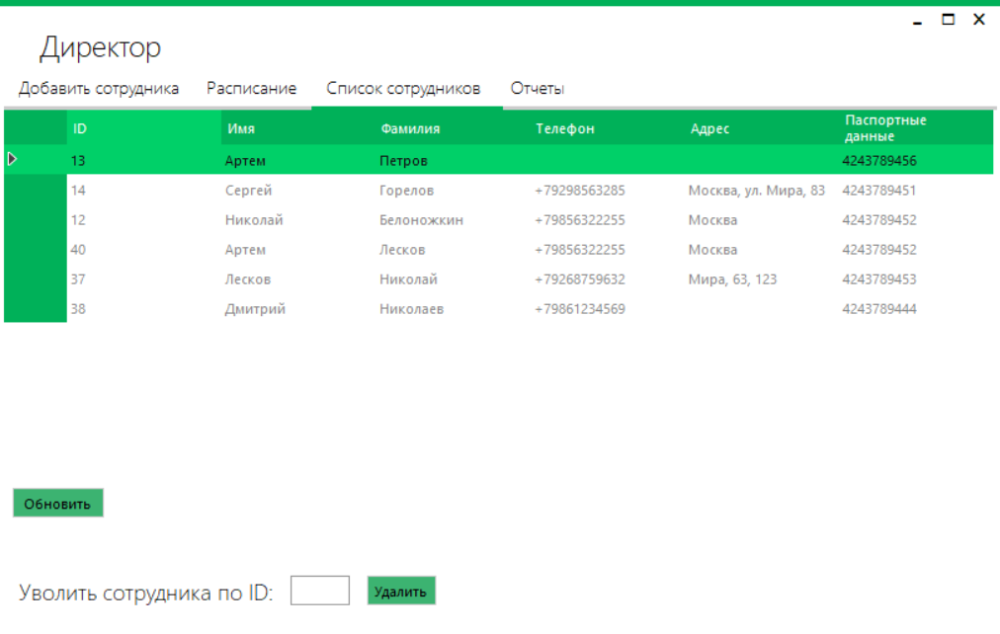 Директор
Добавить сотрудника Расписание Список сотрудников Отчеты
ID Имя Фамилия Телефон Адрес Паспортные данные
13 Артем Петров 4243789456
14 Сергей Горелов +79298563285 Москва, ул. Мира, 83 4243789451
12 Николай Белоножкин +79856322255 Москва 4243789452
40 Артем Лесков +79856322255 Москва 4243789452
37 Лесков Николай +79268759632 Мира, 63, 123 4243789453
38 Дмитрий Николаев +79861234569 4243789444
Обновить
Уволить сотрудника по ID: Удалить